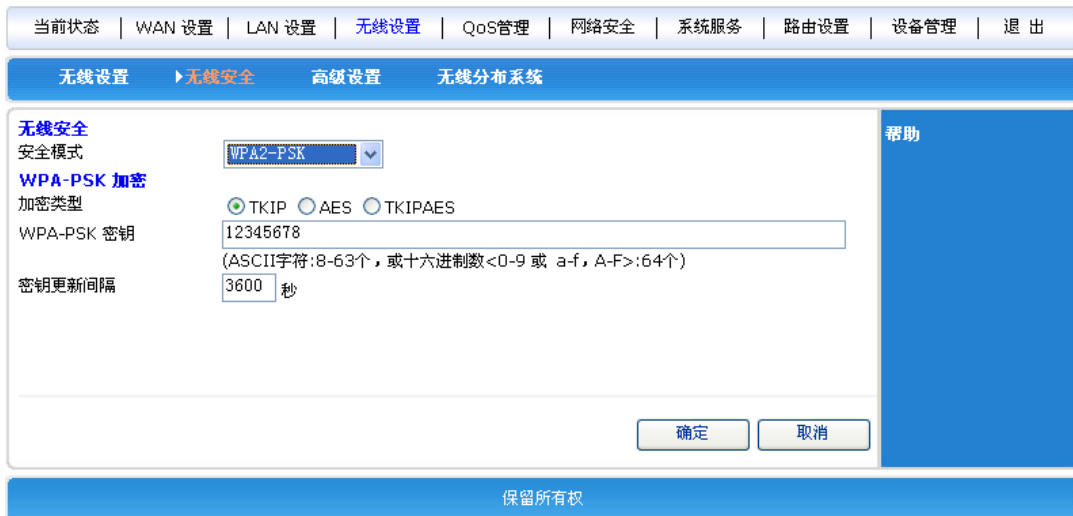 当前状态 | WAN 设置 | LAN 设置 | 无线设置 | QoS管理 | 网络安全 | 系统服务 | 路由设置 | 设备管理 | 退 出
无线设置 无线安全 高级设置 无线分布系统
无线安全
帮助
安全模式 WPA2-PSK
WPA-PSK 加密
加密类型 TKIP AES TKIPAES
WPA-PSK 密钥 12345678
(ASCII字符:8-63个，或十六进制数<0-9 或 a-f，A-F>:64个)
密钥更新间隔 3600 秒
确定 取消
保留所有权